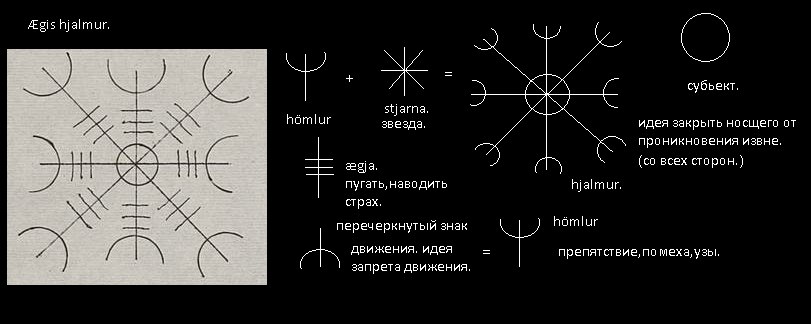 Ægis hjalmur.
+
=
hömlur
stjarna.
звезда.
субьект.
идея закрыть носщего от
проникновения извне.
(со всех сторон.)
ægja.
пугать,наводить
страх.
hjalmur.
перечеркнутый знак
движения. идея
запрета движения.
=
hömlur
препятствие,помеха,узы.